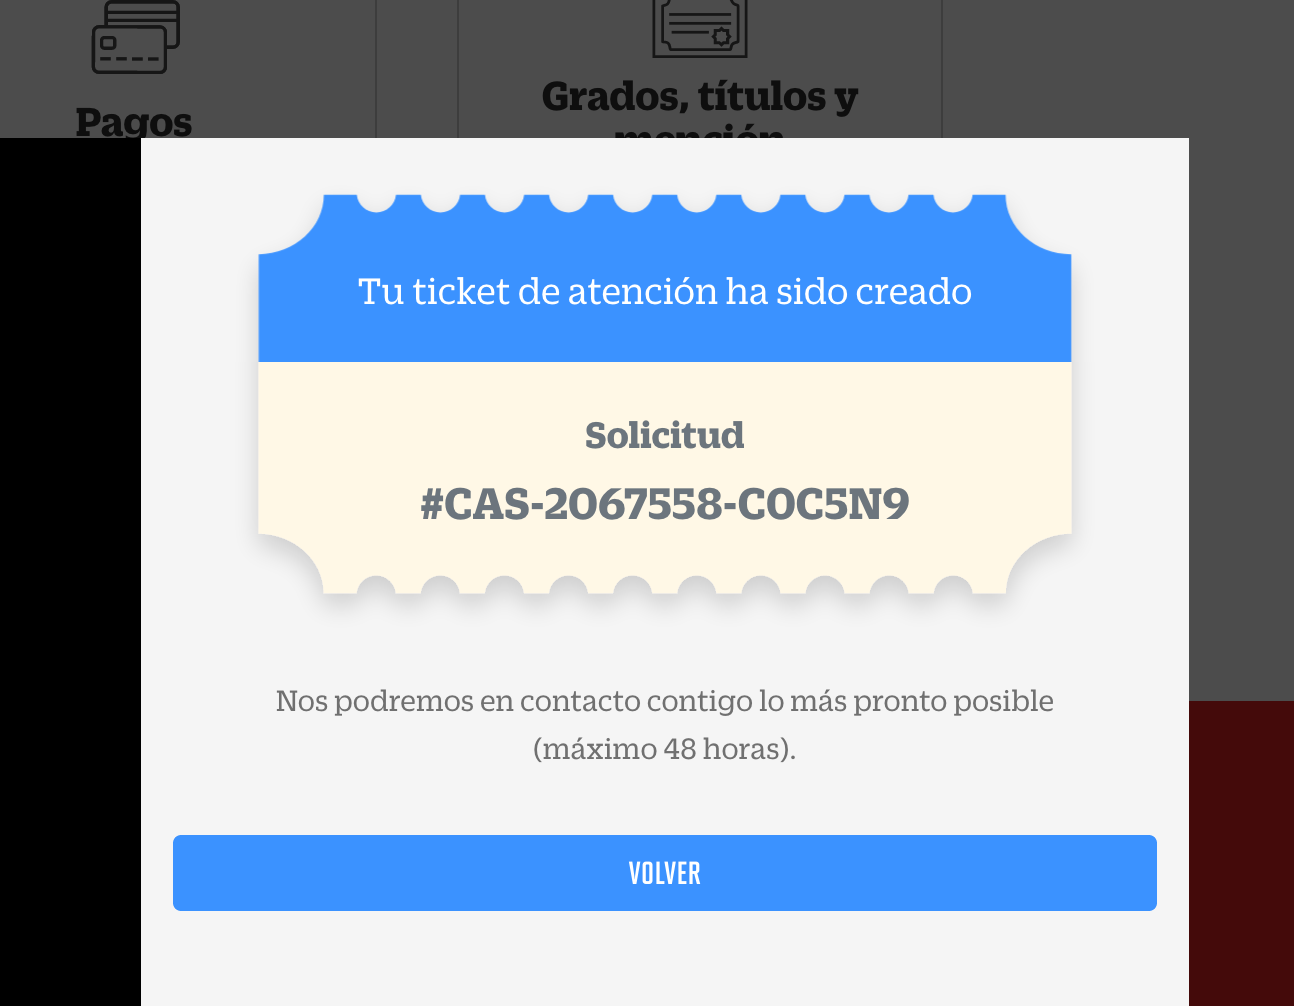 Pagos
Grados, títulos y
mención
Tu ticket de atención ha sido creado
Solicitud
#CAS-2067558-C0C5N9
Nos podremos en contacto contigo lo más pronto posible
(máximo 48 horas).
VOLVER